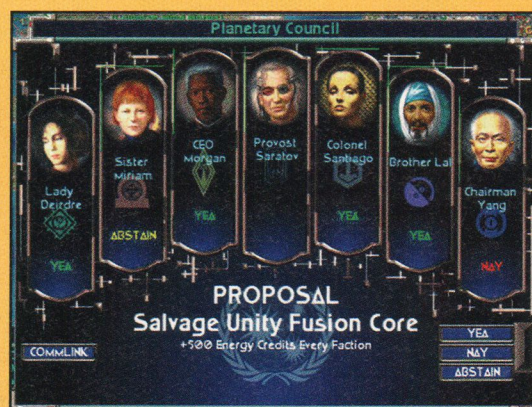 Planetary Council
Lady Deirdre
YEA
Sister Miriam
ABSTAIN
CEO Morgan
YEA
Provost Saratov
Colonel Santiago
YEA
Brother Lal
YEA
Chairman Yang
NAY
PROPOSAL
Salvage Unity Fusion Core
+500 Energy Credits Every Faction
COMMLINK
YEA
NAY
ABSTAIN